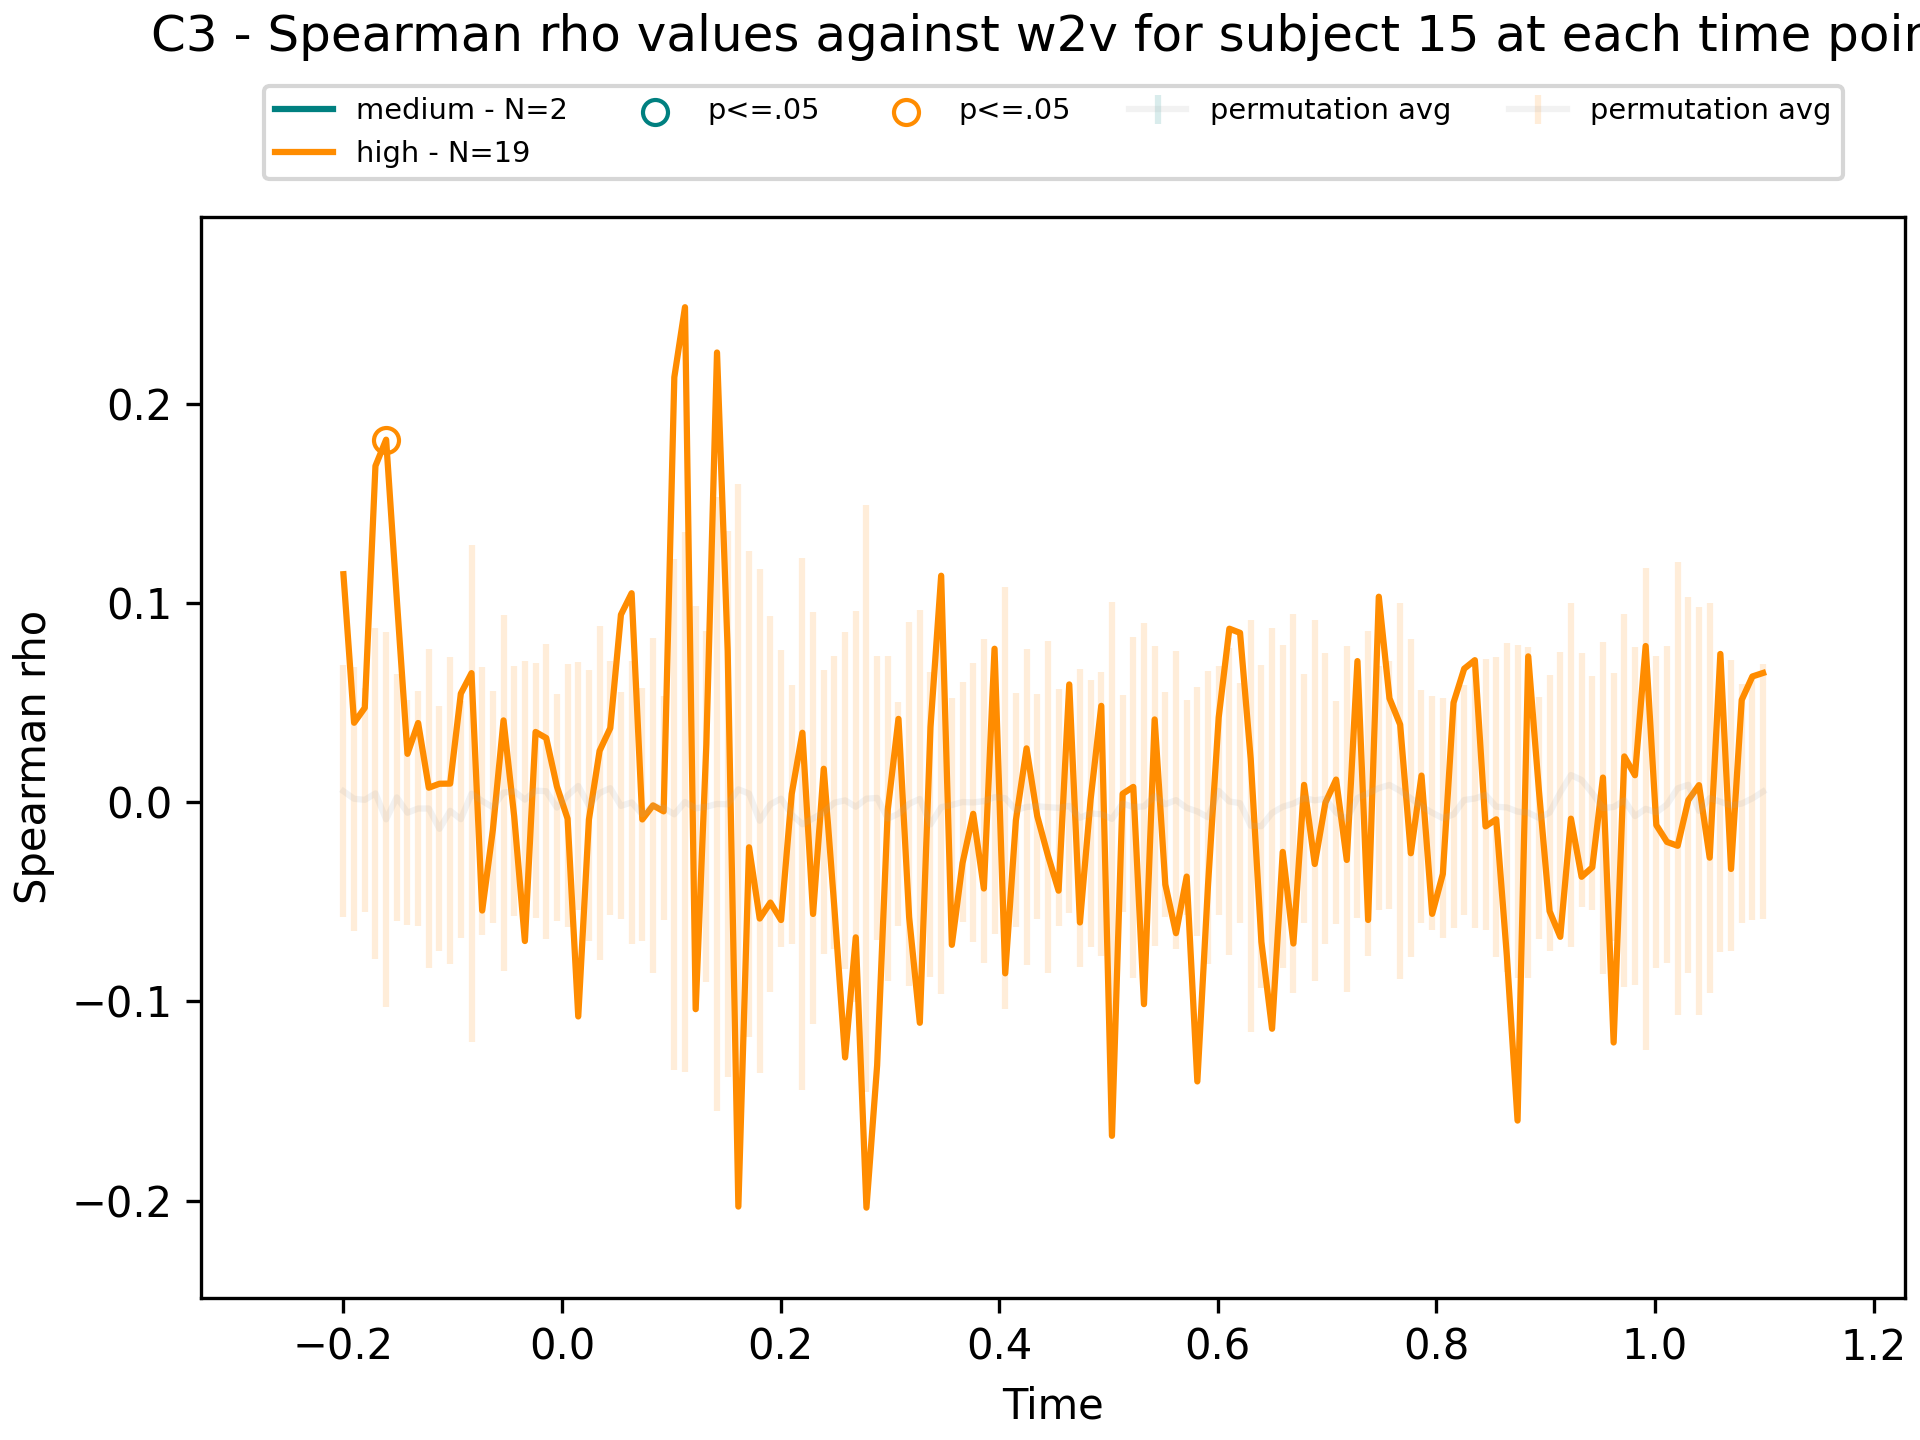 C3 - Spearman rho values against w2v for subject 15 at each time poin
medium - N=2
high - N=19
p<=.05
p<=.05
permutation avg
permutation avg
Spearman rho
0.2
0.1
0.0
−0.1
−0.2
−0.2 0.0 0.2 0.4 0.6 0.8 1.0 1.2
Time